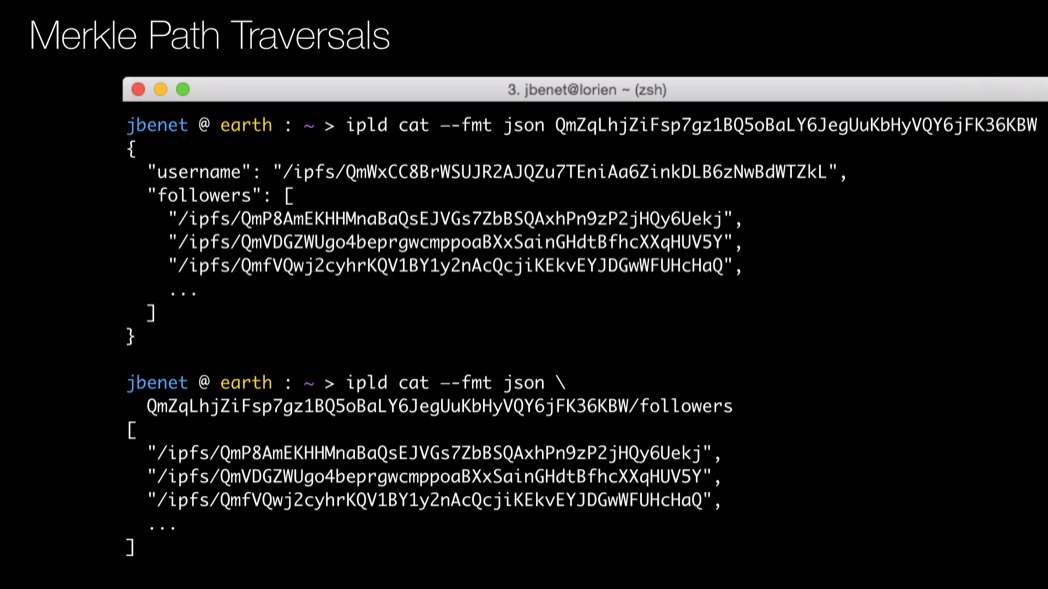 Merkle Path Traversals
3. jbenet@lorien ~ (zsh)
jbenet @ earth : ~ > ipld cat --fmt json QmZqLhjZiFsp7gz1BQ5oBaLY6JegUuKbHyVQY6jFK36KBW
{
"username": "/ipfs/QmWxCC8BrWSUJR2AJQZu7TEniAa6ZinkDLB6zNwBdWTZkL",
"followers": [
"/ipfs/QmP8AmEKHHMnaBaQsEJVGs7ZbBSQAxhPn9zP2jHQy6Uekj",
"/ipfs/QmVDGZWUgo4beprgwcmppoaBXxSainGHdtBfhcXXqHUV5Y",
"/ipfs/QmfVQwj2cyhrKQV1BY1y2nAcQcjiKEkvEYJDGwWFUHcHaQ",
...
]
}
jbenet @ earth : ~ > ipld cat --fmt json \
QmZqLhjZiFsp7gz1BQ5oBaLY6JegUuKbHyVQY6jFK36KBW/followers
[
"/ipfs/QmP8AmEKHHMnaBaQsEJVGs7ZbBSQAxhPn9zP2jHQy6Uekj",
"/ipfs/QmVDGZWUgo4beprgwcmppoaBXxSainGHdtBfhcXXqHUV5Y",
"/ipfs/QmfVQwj2cyhrKQV1BY1y2nAcQcjiKEkvEYJDGwWFUHcHaQ",
...
]